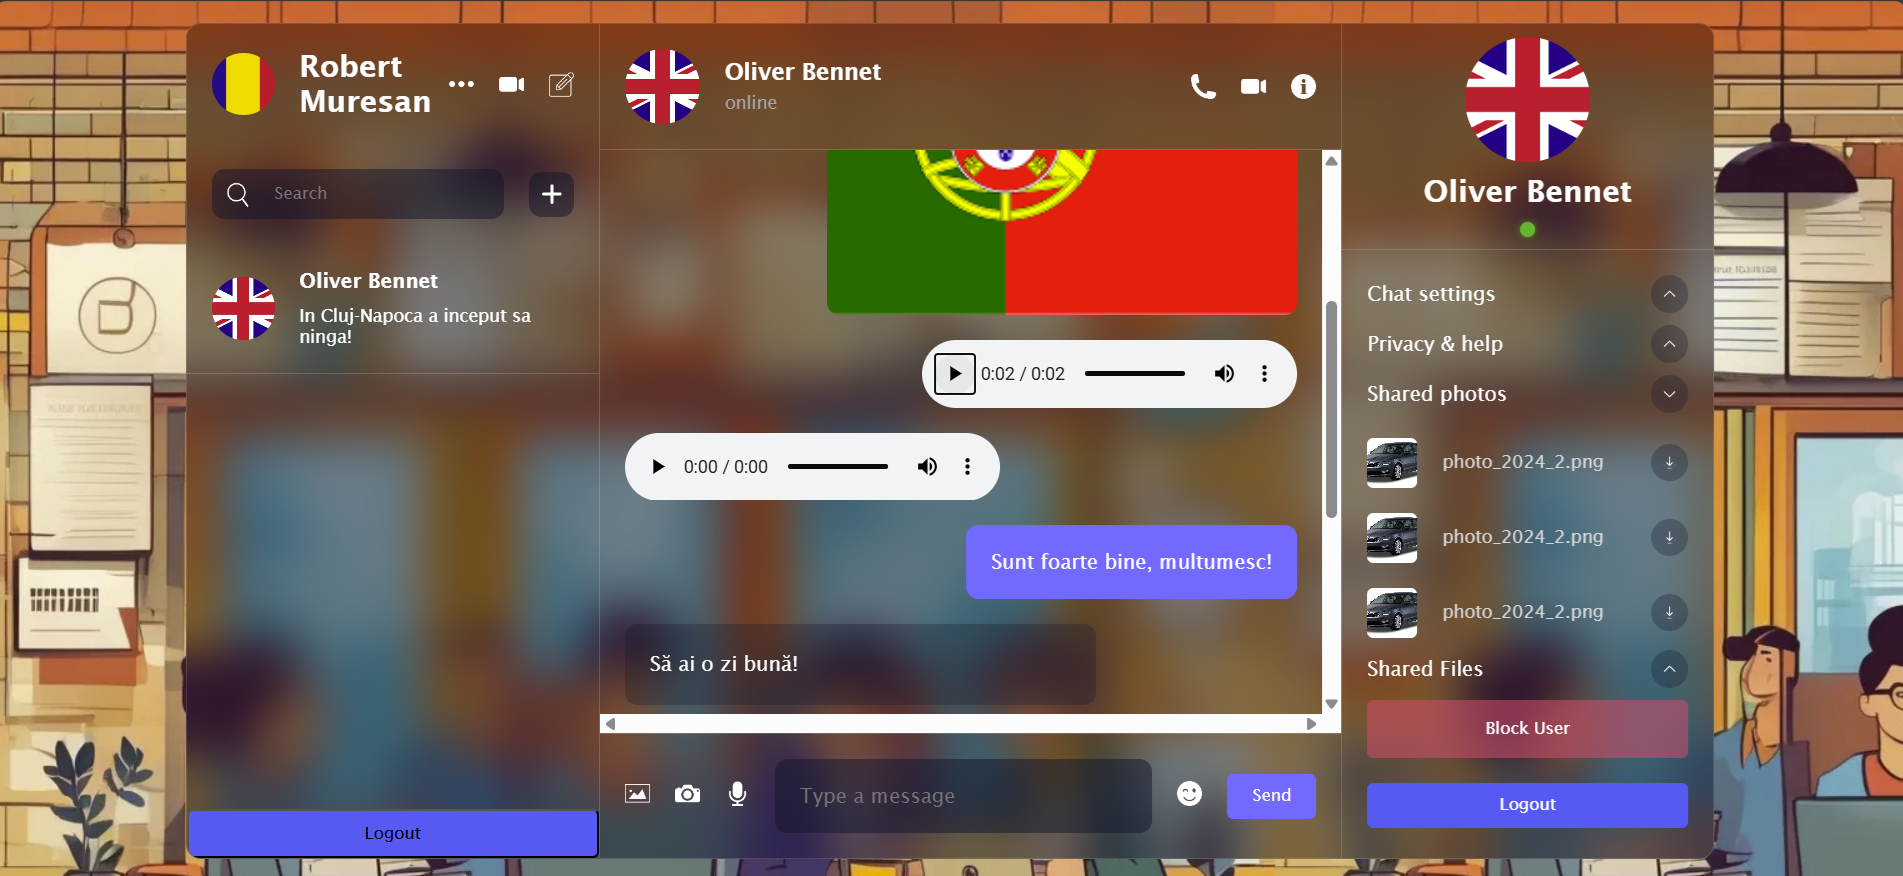 Robert
Muresan
Search
Oliver Bennet
In Cluj-Napoca a inceput sa
ninga!
Logout
Oliver Bennet
online
0:02 / 0:02
0:00 / 0:00
Sunt foarte bine, multumesc!
Să ai o zi bună!
Type a message
Send
Oliver Bennet
Chat settings
Privacy & help
Shared photos
photo_2024_2.png
photo_2024_2.png
photo_2024_2.png
Shared Files
Block User
Logout